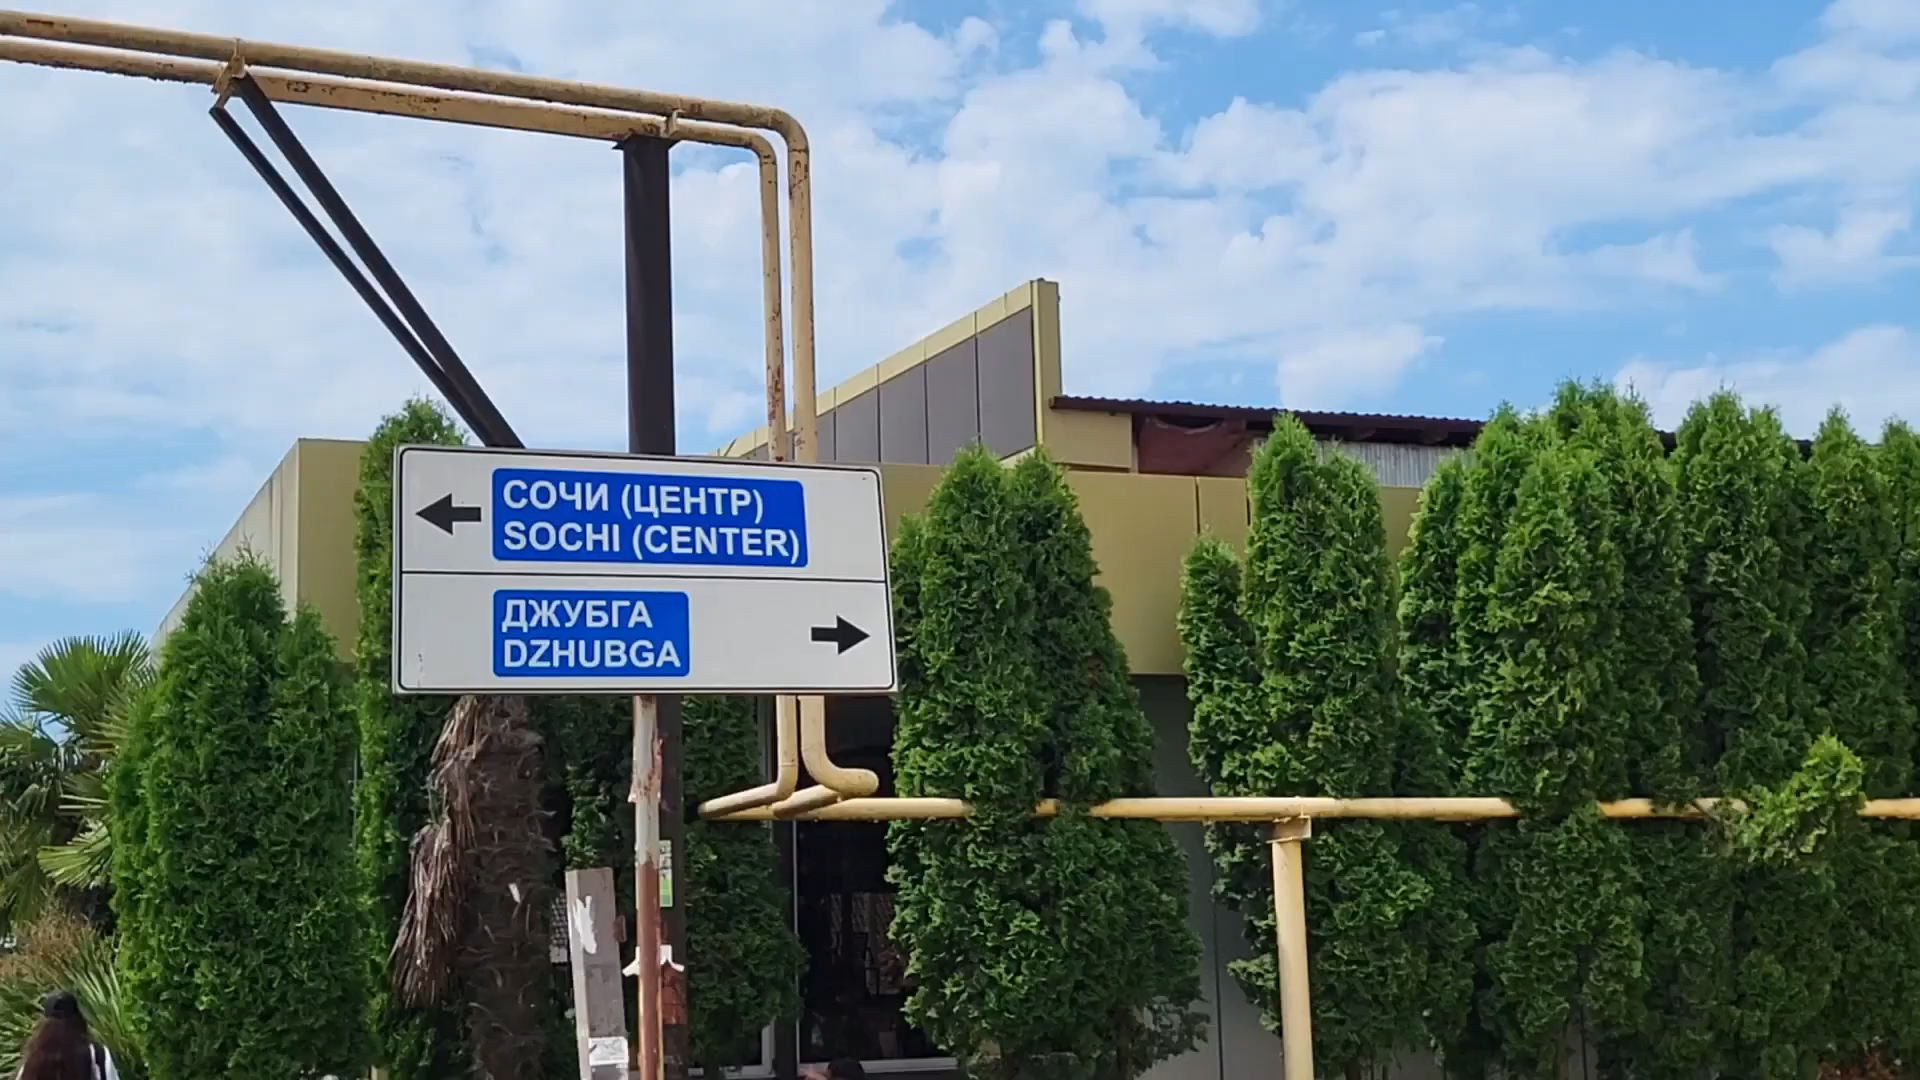 СОЧИ (ЦЕНТР)
SOCHI (CENTER)
ДЖУБГА
DZHUBGA